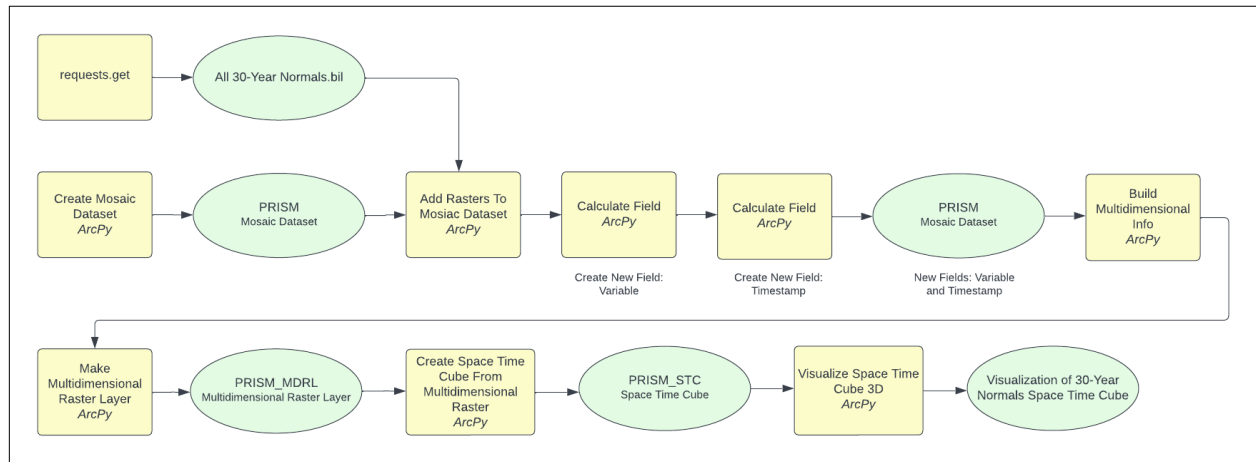 requests.get
All 30-Year Normals.bil
Create Mosaic
Dataset
ArcPy
PRISM
Mosaic Dataset
Add Rasters To
Mosiac Dataset
ArcPy
Calculate Field
ArcPy
Create New Field:
Variable
Calculate Field
ArcPy
Create New Field:
Timestamp
PRISM
Mosaic Dataset
New Fields: Variable
and Timestamp
Build
Multidimensional
Info
ArcPy
Make
Multidimensional
Raster Layer
ArcPy
PRISM_MDRL
Multidimensional Raster Layer
Create Space Time
Cube From
Multidimensional
Raster
ArcPy
PRISM_STC
Space Time Cube
Visualize Space Time
Cube 3D
ArcPy
Visualization of 30-Year
Normals Space Time Cube